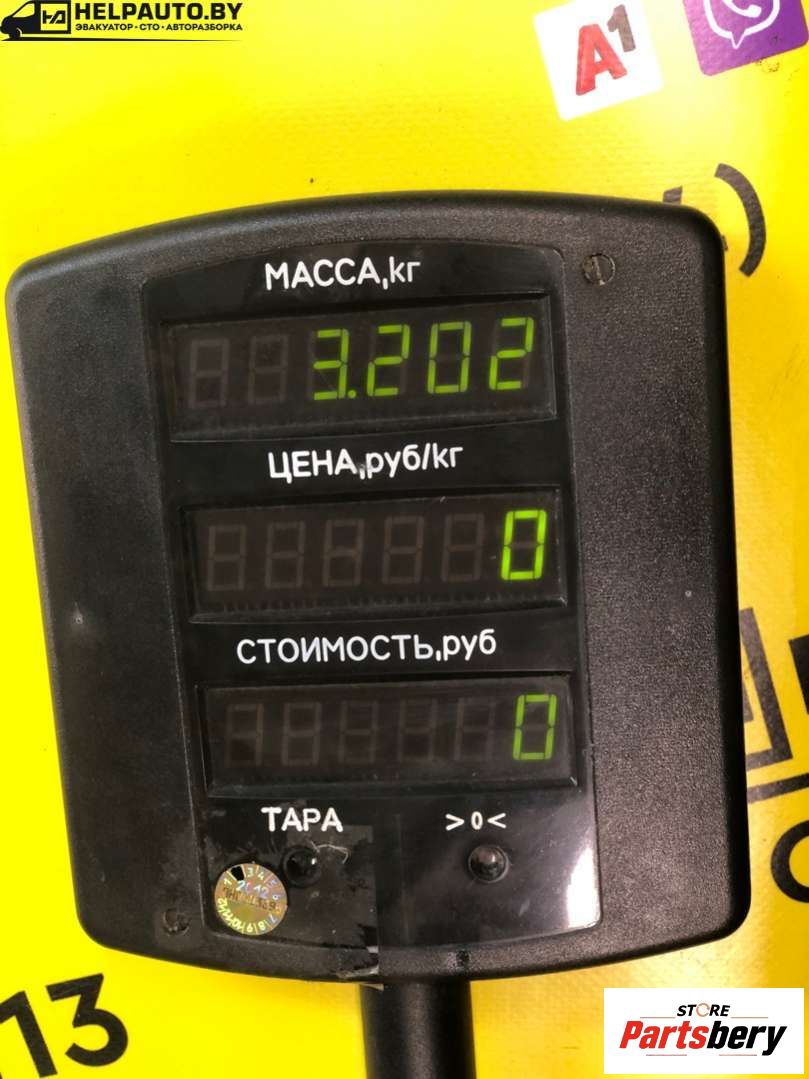 HELPAUTO.BY
ЭВАКУАТОР·СТО·АВТОРАЗБОРКА
A1
МАССА,кг
3.202
ЦЕНА,руб/кг
0
СТОИМОСТЬ,руб
0
ТАРА
>0<
2012
13
STORE
Partsbery